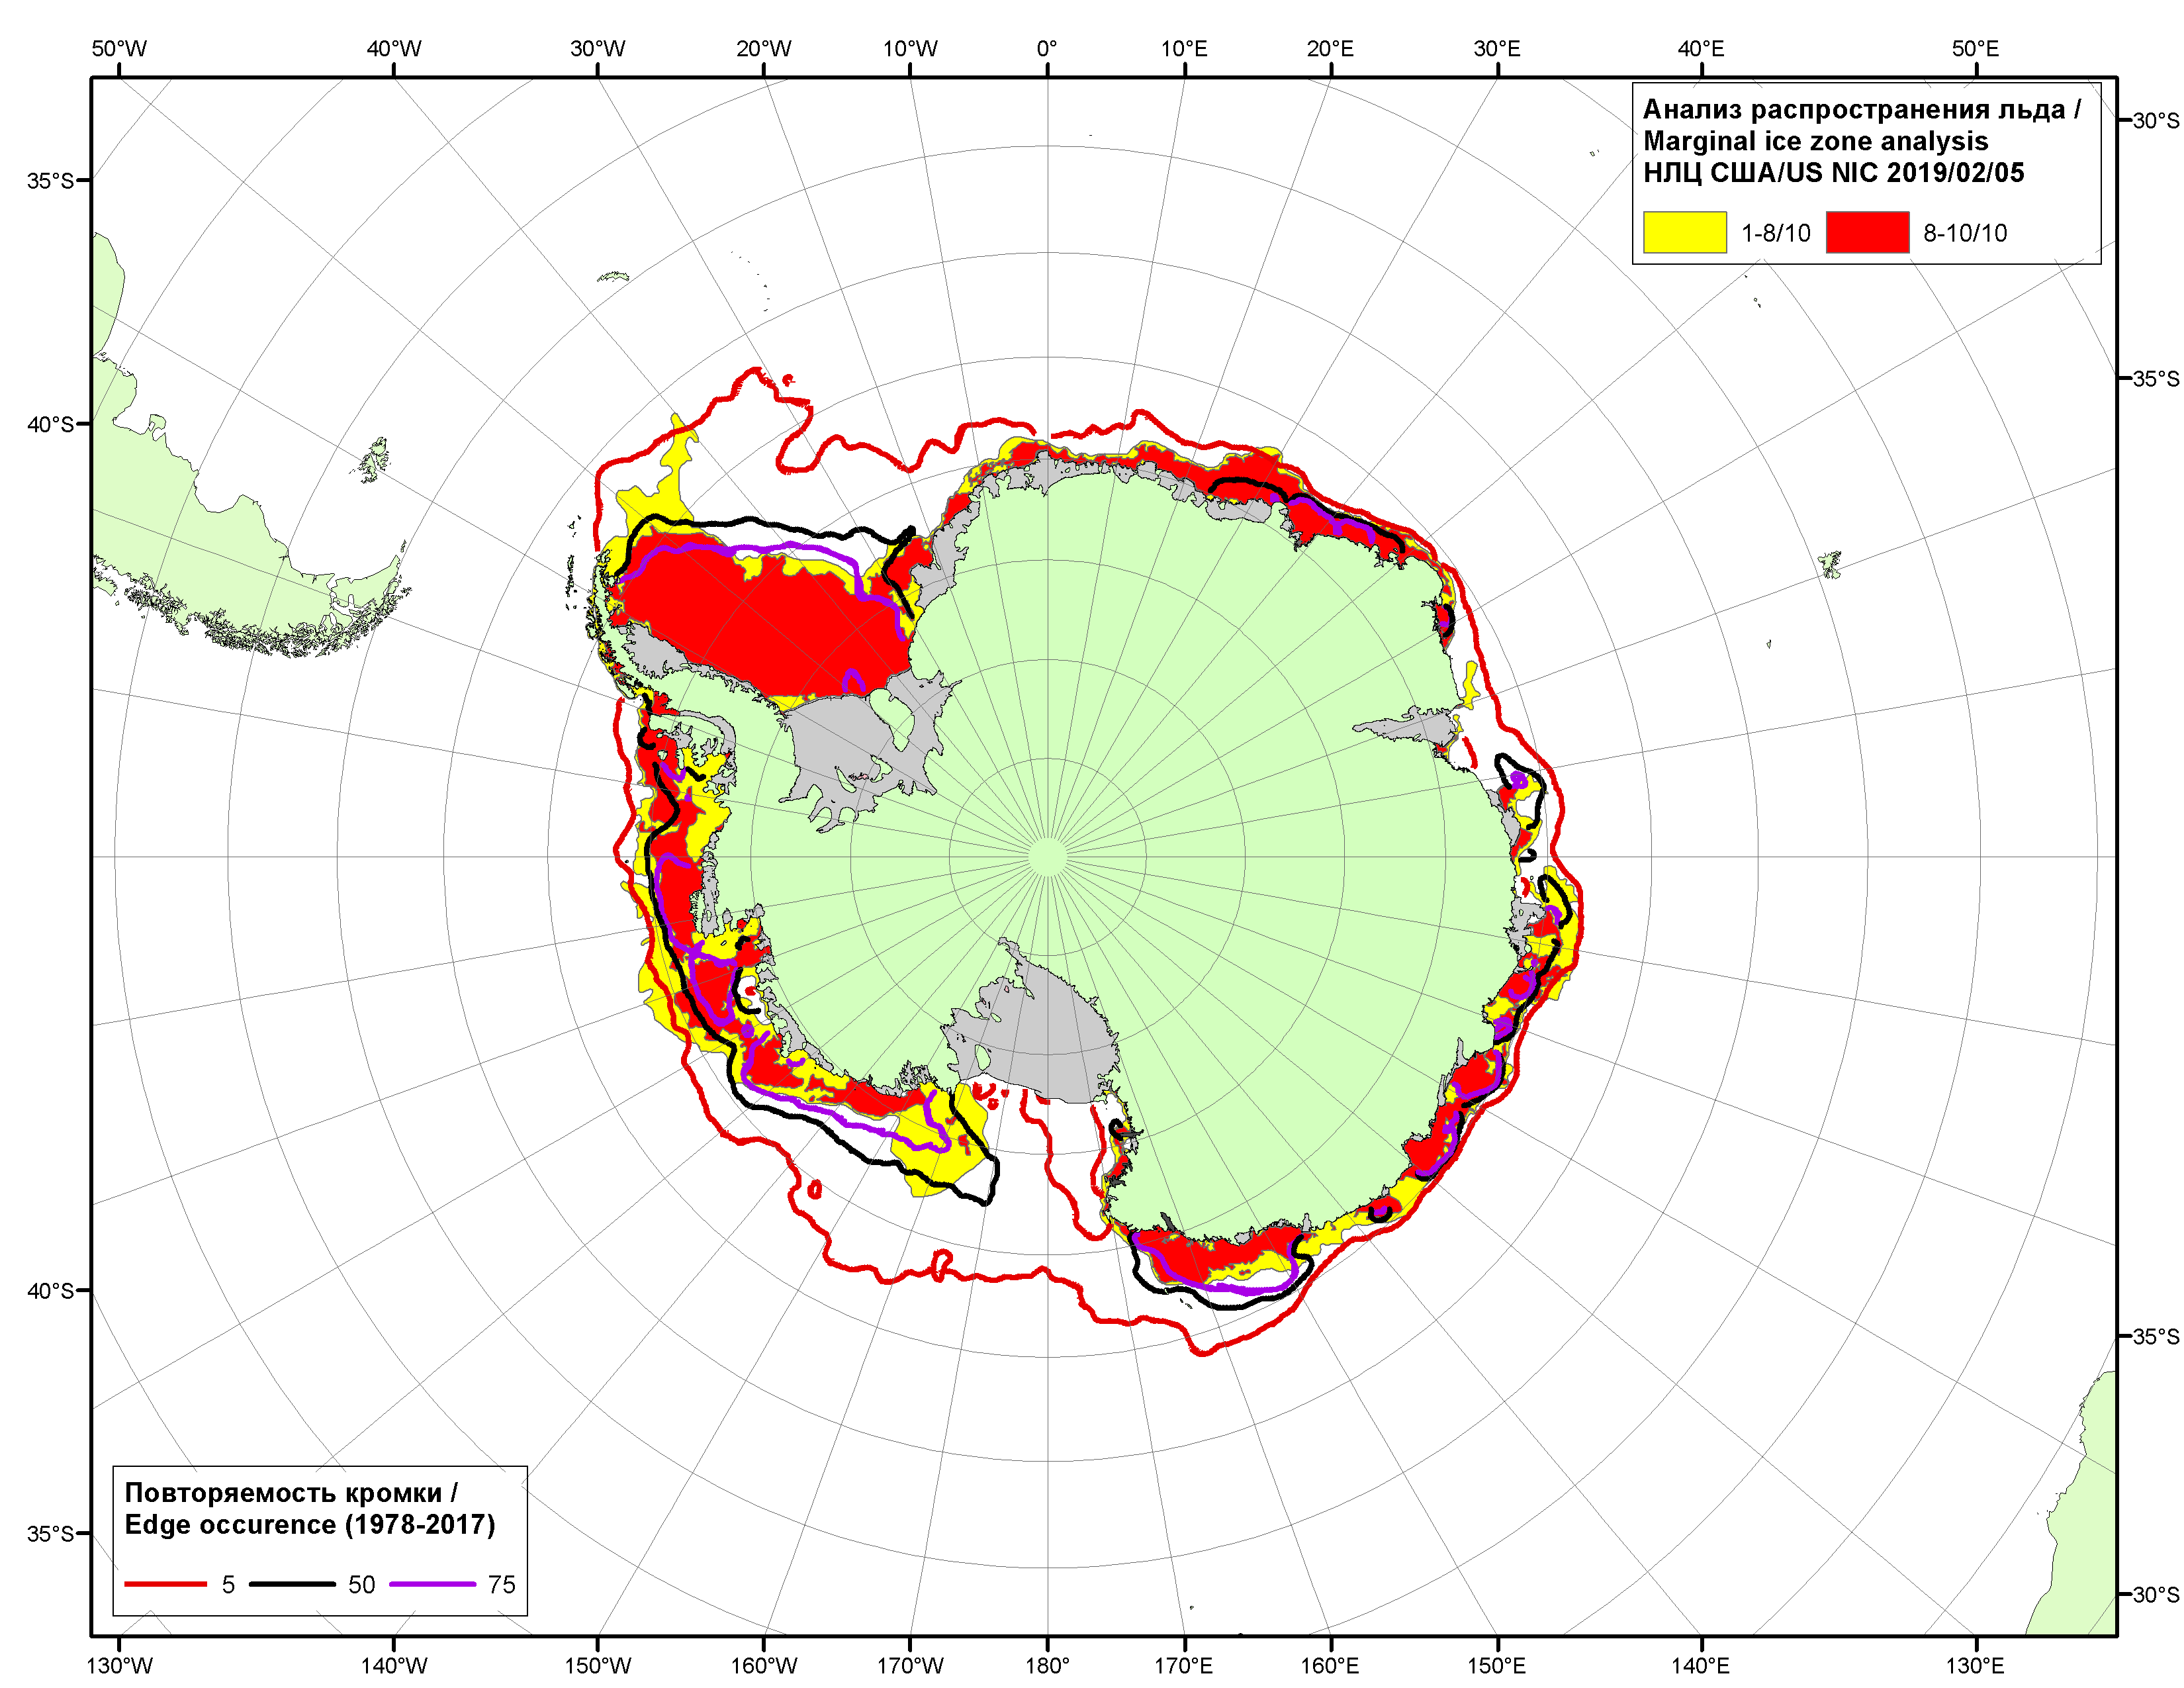 50°W 40°W 30°W 20°W 10°W 0° 10°E 20°E 30°E 40°E 50°E
Анализ распространения льда /
Marginal ice zone analysis
НЛЦ США/US NIC 2019/02/05
1-8/10 8-10/10
30°S
35°S
35°S
40°S
40°S
35°S
35°S
30°S
Повторяемость кромки /
Edge occurence (1978-2017)
5 50 75
130°W 140°W 150°W 160°W 170°W 180° 170°E 160°E 150°E 140°E 130°E